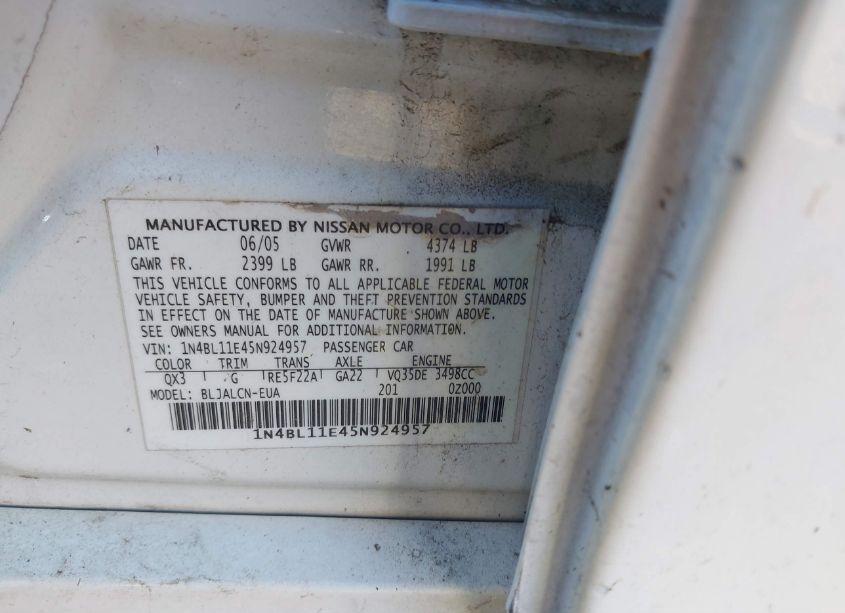 MANUFACTURED BY NISSAN MOTOR CO., LTD.
DATE 06/05 GVWR 4374 LB
GAWR FR. 2399 LB GAWR RR. 1991 LB
THIS VEHICLE CONFORMS TO ALL APPLICABLE FEDERAL MOTOR
VEHICLE SAFETY, BUMPER AND THEFT PREVENTION STANDARDS
IN EFFECT ON THE DATE OF MANUFACTURE SHOWN ABOVE.
SEE OWNERS MANUAL FOR ADDITIONAL INFORMATION.
VIN: 1N4BL11E45N924957 PASSENGER CAR
COLOR TRIM TRANS AXLE ENGINE
QX3 G RE5F22A GA22 VQ35DE 3498CC
MODEL: BLJALCN-EUA 201 0Z000
1N4BL11E45N924957